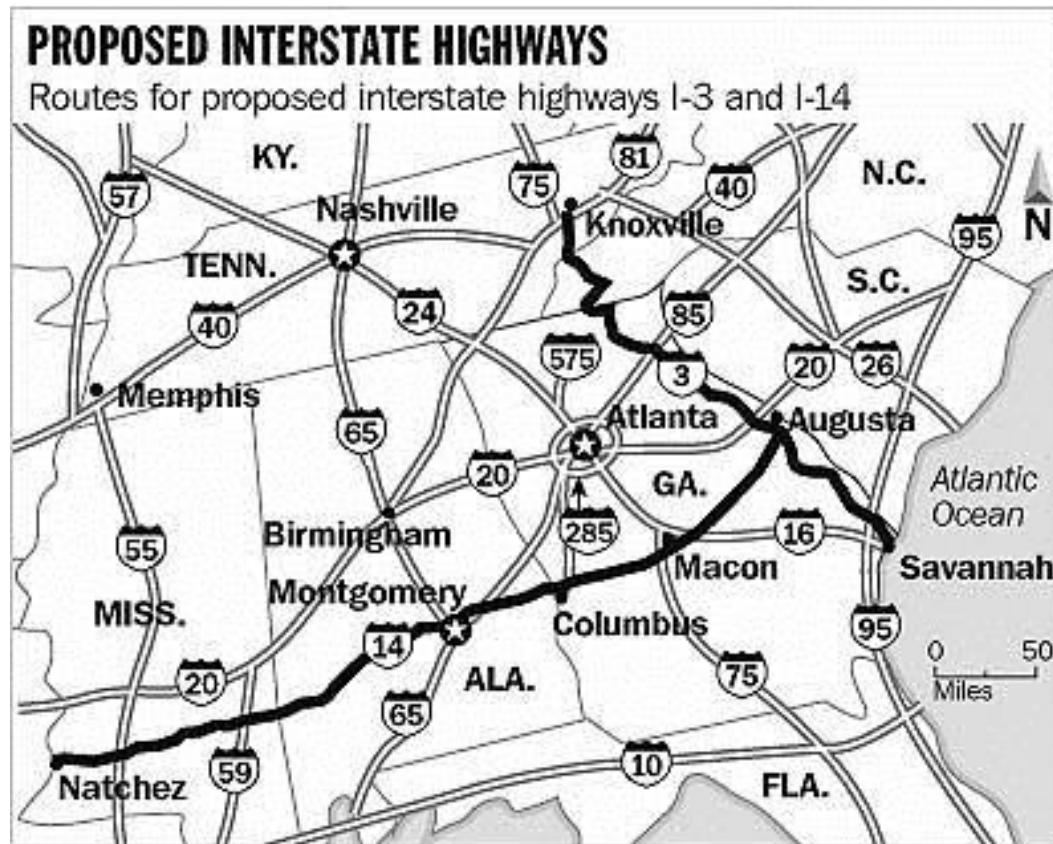 PROPOSED INTERSTATE HIGHWAYS
Routes for proposed interstate highways I-3 and I-14
KY.
81
75
40
N.C.
57
Nashville
Knoxville
95
N
TENN.
S.C.
24
85
40
575
3
20
26
Memphis
Atlanta
Augusta
65
20
GA.
Atlantic
Ocean
Birmingham
285
16
55
Macon
Savannah
Montgomery
MISS.
Columbus
14
95
0 50
Miles
20
ALA.
75
65
59
10
Natchez
FLA.